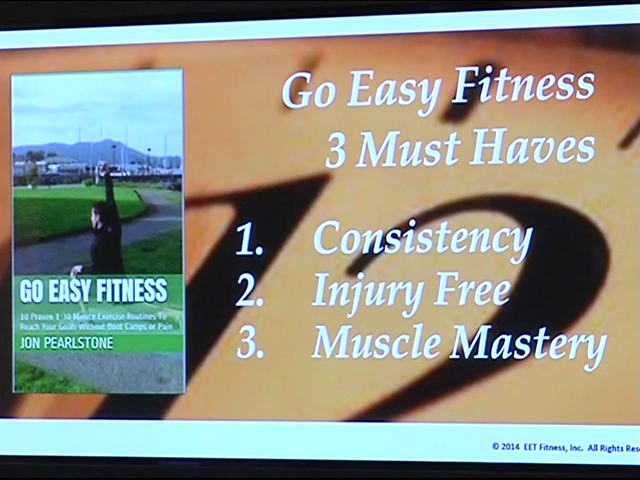 Go Easy Fitness
3 Must Haves
1. Consistency
2. Injury Free
3. Muscle Mastery
GO EASY FITNESS
10 Proven 1-30 Minute Exercise Routines To
Reach Your Goals Without Boot Camps or Pain
JON PEARLSTONE
© 2014 EET Fitness, Inc. All Rights Rese
12